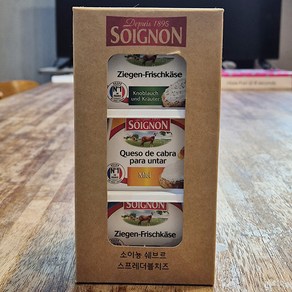 Depuis 1895
SOIGNON
Ziegen-Frischkäse
Knoblauch
und Kräuter
SOIGNON
Queso de cabra
para untar
Miel
SOIGNON
Ziegen-Frischkäse
소이뇽 쉐브르
스프레더블치즈